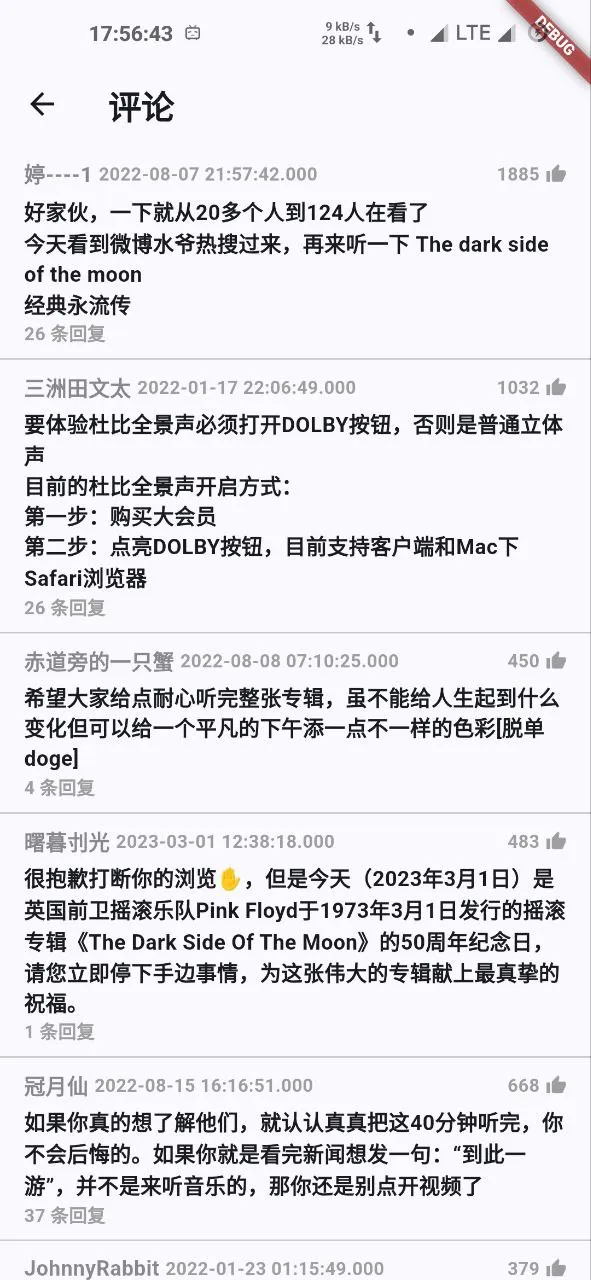 17:56:43
9 kB/s
28 kB/s
LTE
DEBUG
评论
婷----1 2022-08-07 21:57:42.000 1885
好家伙，一下就从20多个人到124人在看了
今天看到微博水爷热搜过来，再来听一下 The dark side
of the moon
经典永流传
26 条回复
三洲田文太 2022-01-17 22:06:49.000 1032
要体验杜比全景声必须打开DOLBY按钮，否则是普通立体
声
目前的杜比全景声开启方式：
第一步：购买大会员
第二步：点亮DOLBY按钮，目前支持客户端和Mac下
Safari浏览器
26 条回复
赤道旁的一只蟹 2022-08-08 07:10:25.000 450
希望大家给点耐心听完整张专辑，虽不能给人生起到什么
变化但可以给一个平凡的下午添一点不一样的色彩[脱单
doge]
4 条回复
曙暮刌光 2023-03-01 12:38:18.000 483
很抱歉打断你的浏览✋，但是今天（2023年3月1日）是
英国前卫摇滚乐队Pink Floyd于1973年3月1日发行的摇滚
专辑《The Dark Side Of The Moon》的50周年纪念日，
请您立即停下手边事情，为这张伟大的专辑献上最真挚的
祝福。
1 条回复
冠月仙 2022-08-15 16:16:51.000 668
如果你真的想了解他们，就认认真真把这40分钟听完，你
不会后悔的。如果你就是看完新闻想发一句：“到此一
游”，并不是来听音乐的，那你还是别点开视频了
37 条回复
JohnnyRabbit 2022-01-23 01:15:49.000 379